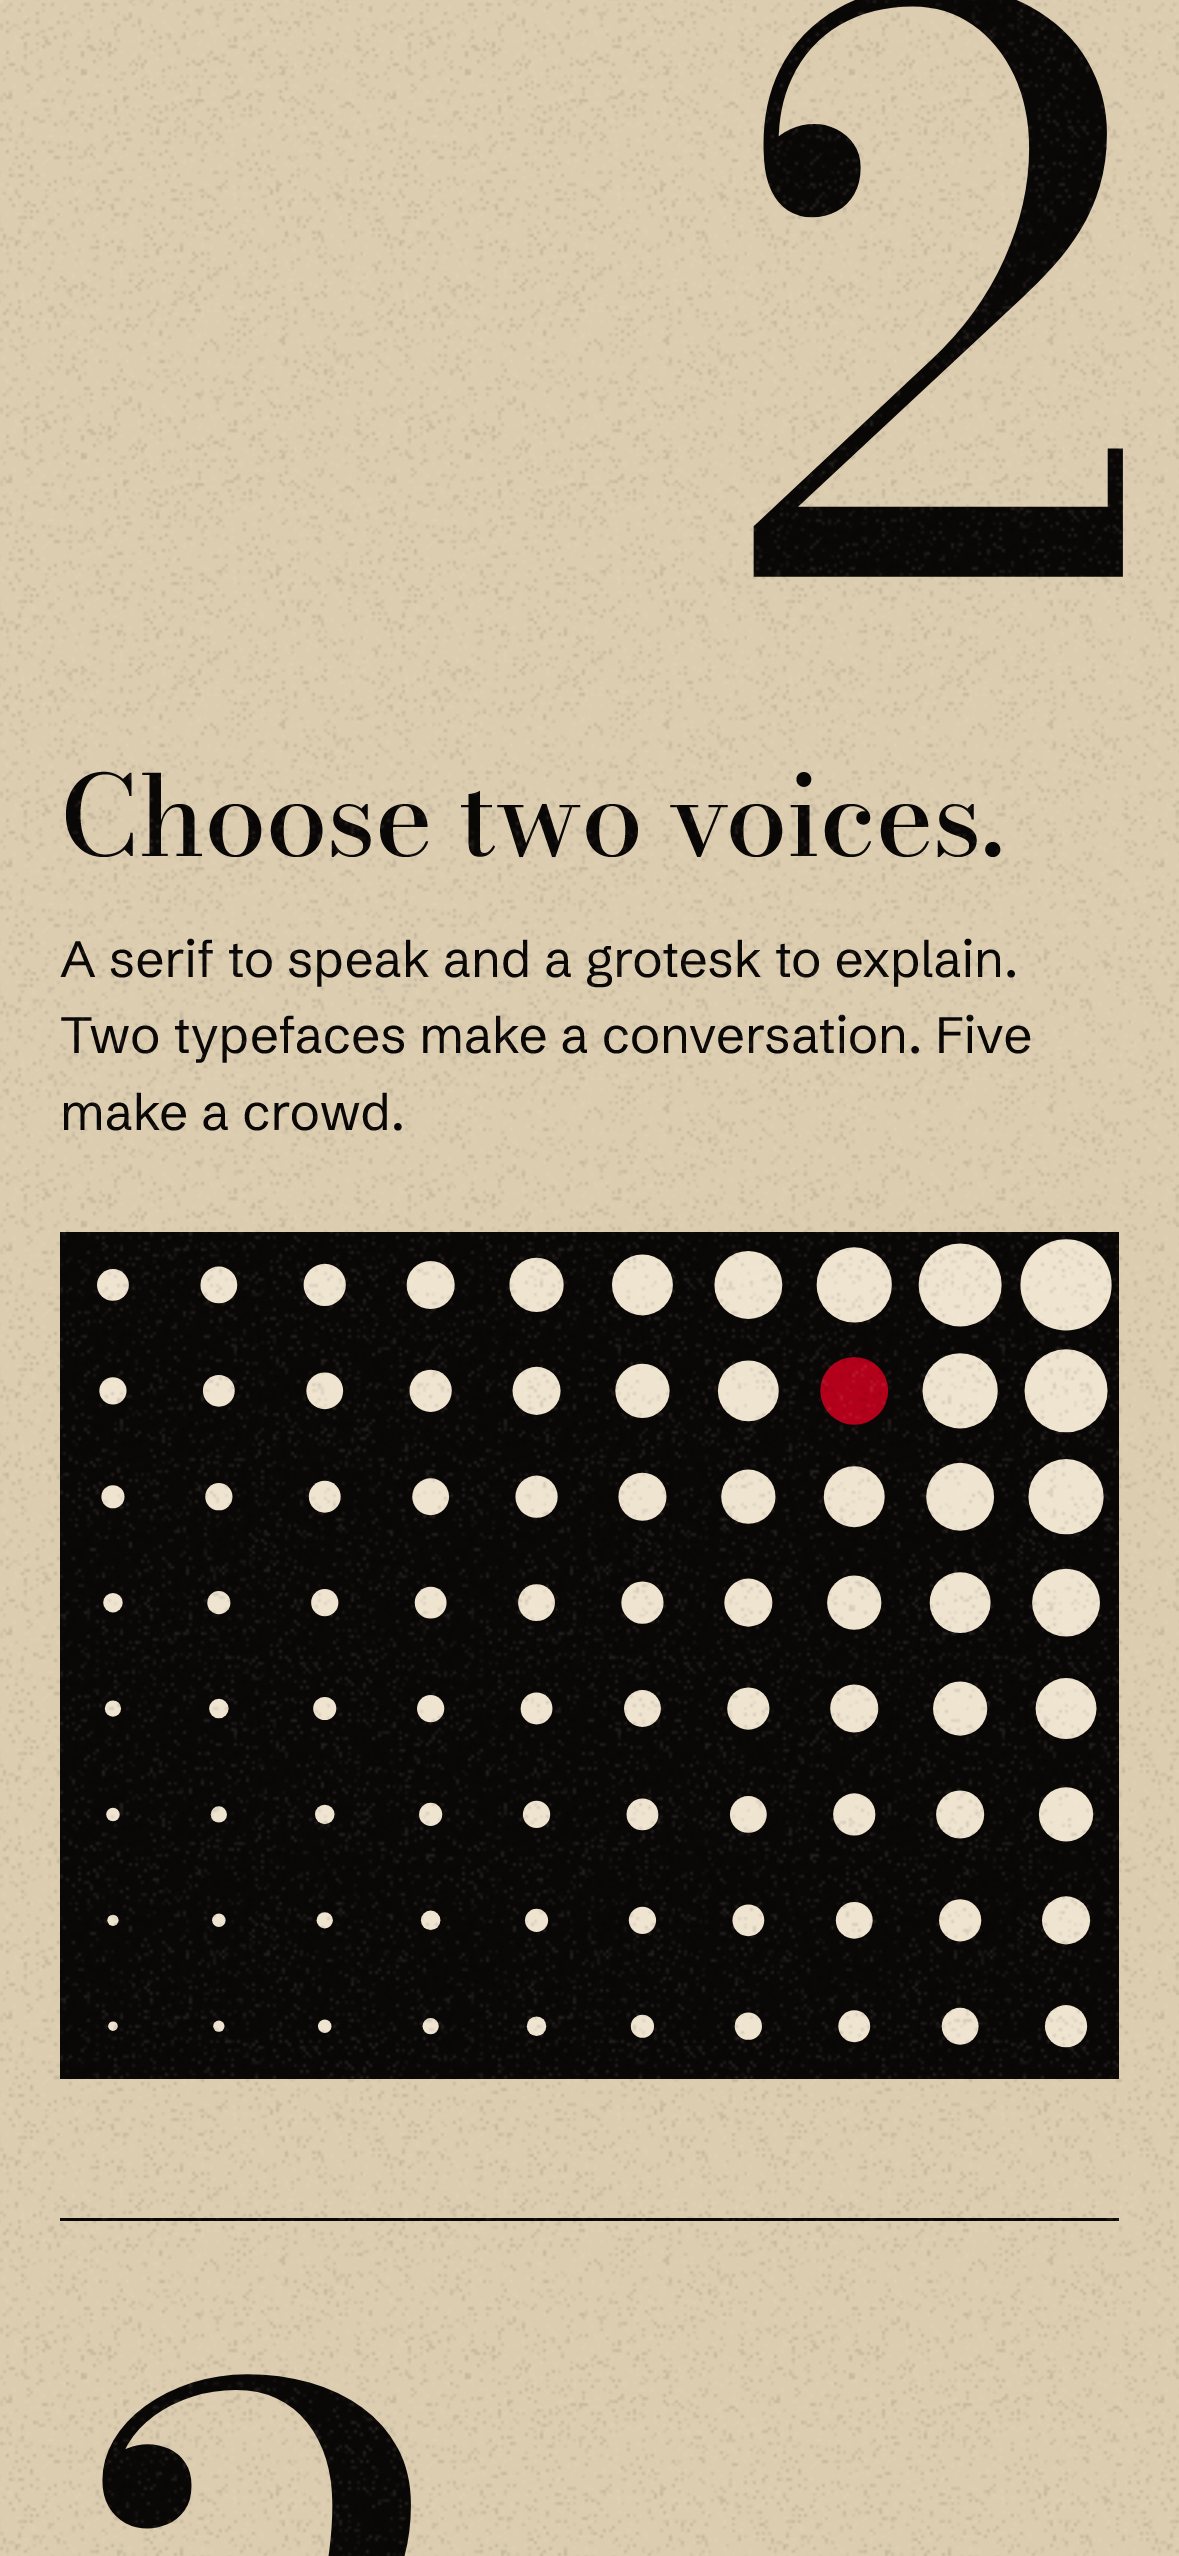 2
Choose two voices.
A serif to speak and a grotesk to explain.
Two typefaces make a conversation. Five
make a crowd.